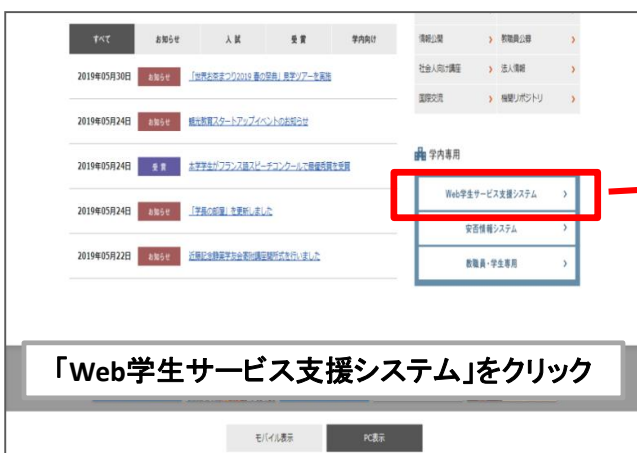 すべて　お知らせ　入 試　受 賞　学内向け
2019年05月30日　お知らせ　「世界お茶まつり2019 春の祭典」見学ツアーを実施
2019年05月24日　お知らせ　観光教育スタートアップイベントのお知らせ
2019年05月24日　受 賞　本学学生がフランス語スピーチコンクールで最優秀賞を受賞
2019年05月24日　お知らせ　「学長の部屋」を更新しました
2019年05月22日　お知らせ
情報公開　教職員公募
社会人向け講座　法人情報
国際交流　機関リポジトリ
学内専用
Web学生サービス支援システム
安否情報システム
教職員・学生専用
「Web学生サービス支援システム」をクリック
モバイル表示　PC表示